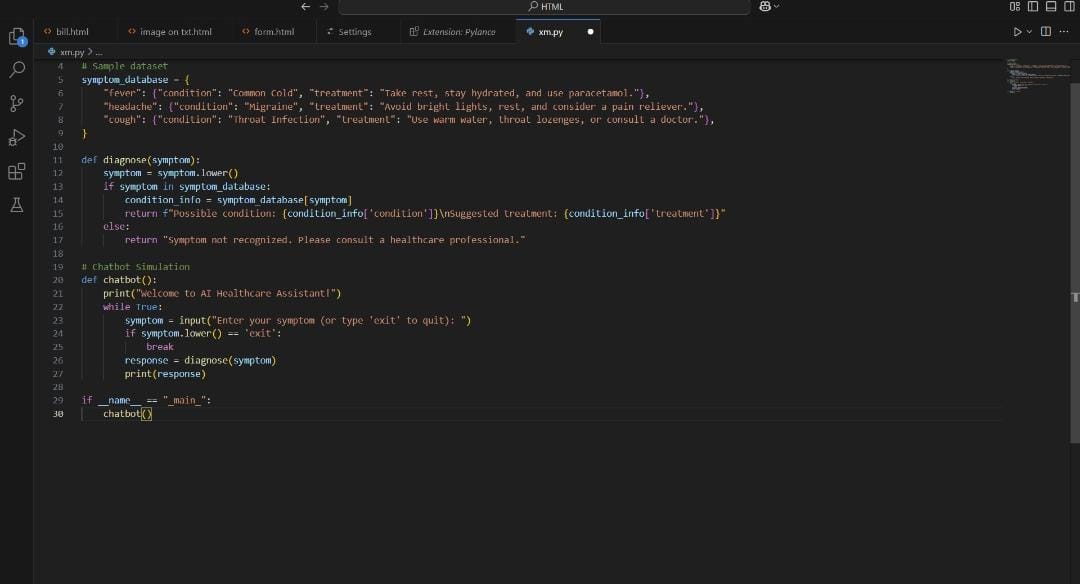 HTML
bill.html
image on txt.html
form.html
Settings
Extension: Pylance
xm.py
1
xm.py > ...
4 # Sample dataset
5 symptom_database = {
6 "fever": {"condition": "Common Cold", "treatment": "Take rest, stay hydrated, and use paracetamol."},
7 "headache": {"condition": "Migraine", "treatment": "Avoid bright lights, rest, and consider a pain reliever."},
8 "cough": {"condition": "Throat Infection", "treatment": "Use warm water, throat lozenges, or consult a doctor."},
9 }
10
11 def diagnose(symptom):
12 symptom = symptom.lower()
13 if symptom in symptom_database:
14 condition_info = symptom_database[symptom]
15 return f"Possible condition: {condition_info['condition']}\nSuggested treatment: {condition_info['treatment']}"
16 else:
17 return "Symptom not recognized. Please consult a healthcare professional."
18
19 # Chatbot Simulation
20 def chatbot():
21 print("Welcome to AI Healthcare Assistant!")
22 while True:
23 symptom = input("Enter your symptom (or type 'exit' to quit): ")
24 if symptom.lower() == 'exit':
25 break
26 response = diagnose(symptom)
27 print(response)
28
29 if __name__ == "_main_":
30 chatbot()